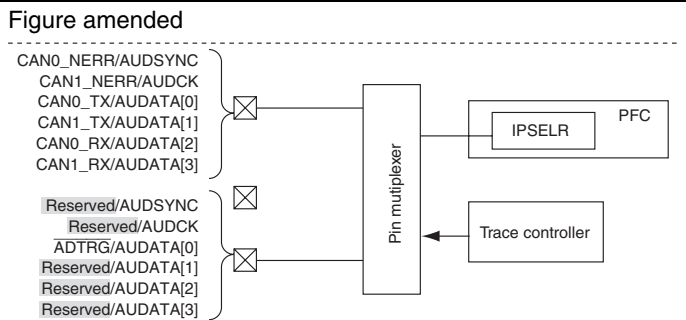 Figure amended
CAN0_NERR/AUDSYNC
CAN1_NERR/AUDCK
CAN0_TX/AUDATA[0]
CAN1_TX/AUDATA[1]
CAN0_RX/AUDATA[2]
CAN1_RX/AUDATA[3]
Reserved/AUDSYNC
Reserved/AUDCK
ADTRG/AUDATA[0]
Reserved/AUDATA[1]
Reserved/AUDATA[2]
Reserved/AUDATA[3]
Pin mutiplexer
PFC
IPSELR
Trace controller